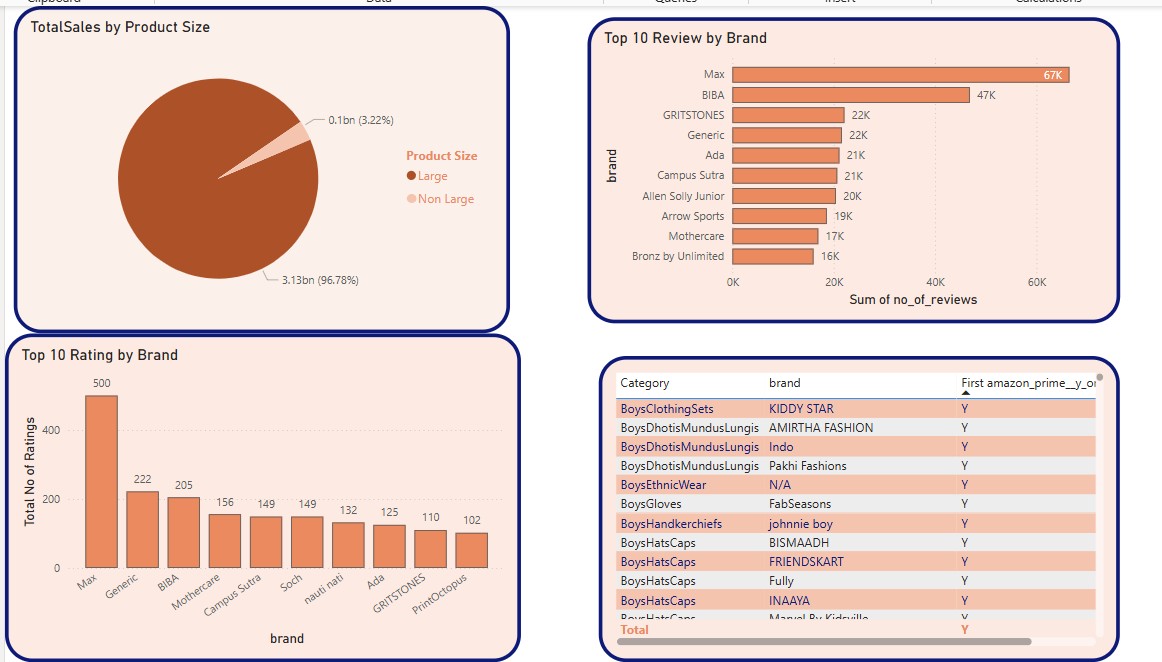 Clipboard Data Queries Insert Calculations
TotalSales by Product Size
0.1bn (3.22%)
Product Size
Large
Non Large
3.13bn (96.78%)
Top 10 Review by Brand
brand
Max 67K
BIBA 47K
GRITSTONES 22K
Generic 22K
Ada 21K
Campus Sutra 21K
Allen Solly Junior 20K
Arrow Sports 19K
Mothercare 17K
Bronz by Unlimited 16K
0K 20K 40K 60K
Sum of no_of_reviews
Top 10 Rating by Brand
Total No of Ratings
400
200
0
500 222 205 156 149 149 132 125 110 102
Max Generic BIBA Mothercare Campus Sutra Soch nauti nati Ada GRITSTONES PrintOctopus
brand
Category brand First amazon_prime__y_or
BoysClothingSets KIDDY STAR Y
BoysDhotisMundusLungis AMIRTHA FASHION Y
BoysDhotisMundusLungis Indo Y
BoysDhotisMundusLungis Pakhi Fashions Y
BoysEthnicWear N/A Y
BoysGloves FabSeasons Y
BoysHandkerchiefs johnnie boy Y
BoysHatsCaps BISMAADH Y
BoysHatsCaps FRIENDSKART Y
BoysHatsCaps Fully Y
BoysHatsCaps INAAYA Y
BoysHatsCaps Marvel By Kidsville
Total Y